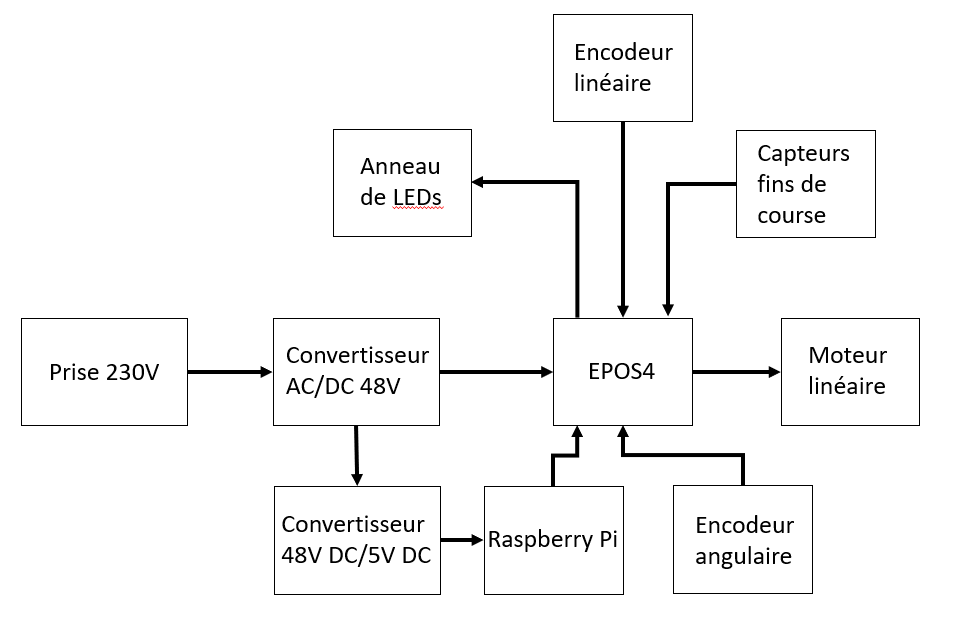 Encodeur
linéaire
Anneau
de LEDs
Capteurs
fins de
course
Prise 230V
Convertisseur
AC/DC 48V
EPOS4
Moteur
linéaire
Convertisseur
48V DC/5V DC
Raspberry Pi
Encodeur
angulaire